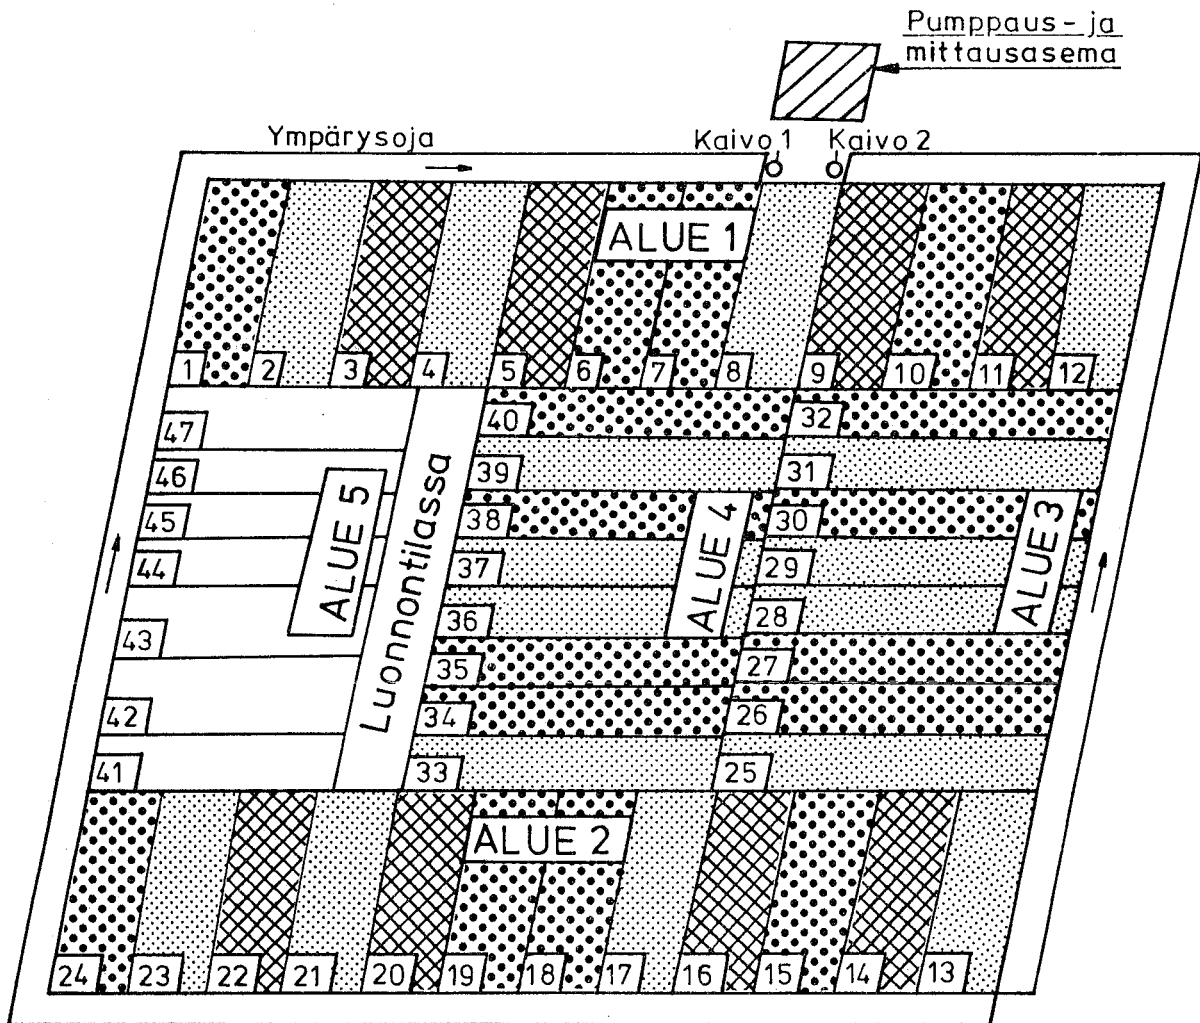 Pumppaus- ja
mittausasema
Ympärysoja
Kaivo 1
Kaivo 2
ALUE 1
1 2 3 4 5 6 7 8 9 10 11 12
47
40
32
46
39
31
45
38
30
44
37
29
43
36
28
42
35
27
34
26
41
33
25
ALUE 5
Luonnontilassa
ALUE 4
ALUE 3
ALUE 2
24 23 22 21 20 19 18 17 16 15 14 13